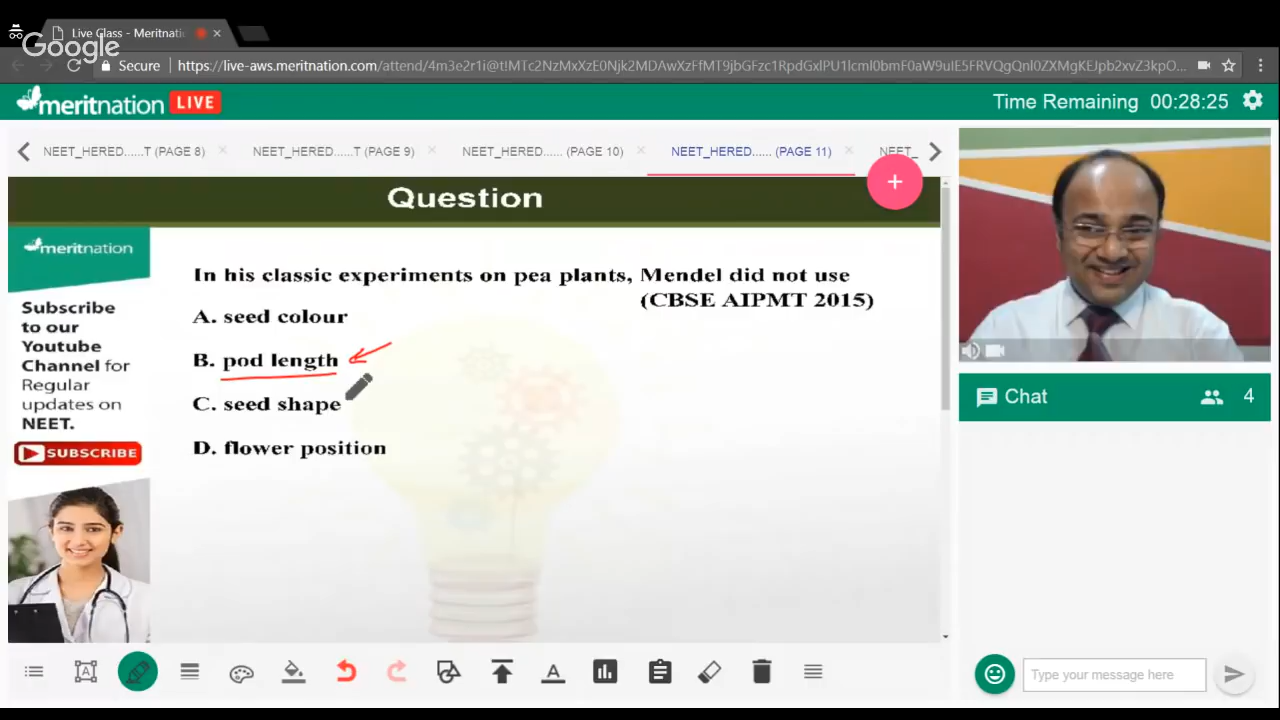 Live Class - Meritnati
Google
Secure
https://live-aws.meritnation.com/attend/
Time Remaining 00:28:25
meritnation LIVE
NEET_HERED......T (PAGE 8)
NEET_HERED......T (PAGE 9)
NEET_HERED...... (PAGE 10)
NEET_HERED...... (PAGE 11)
NEET_
Question
meritnation
Subscribe
to our
Youtube
Channel for
Regular
updates on
NEET.
SUBSCRIBE
In his classic experiments on pea plants, Mendel did not use
(CBSE AIPMT 2015)
A. seed colour
B. pod length
C. seed shape
D. flower position
Chat
4
Type your message here